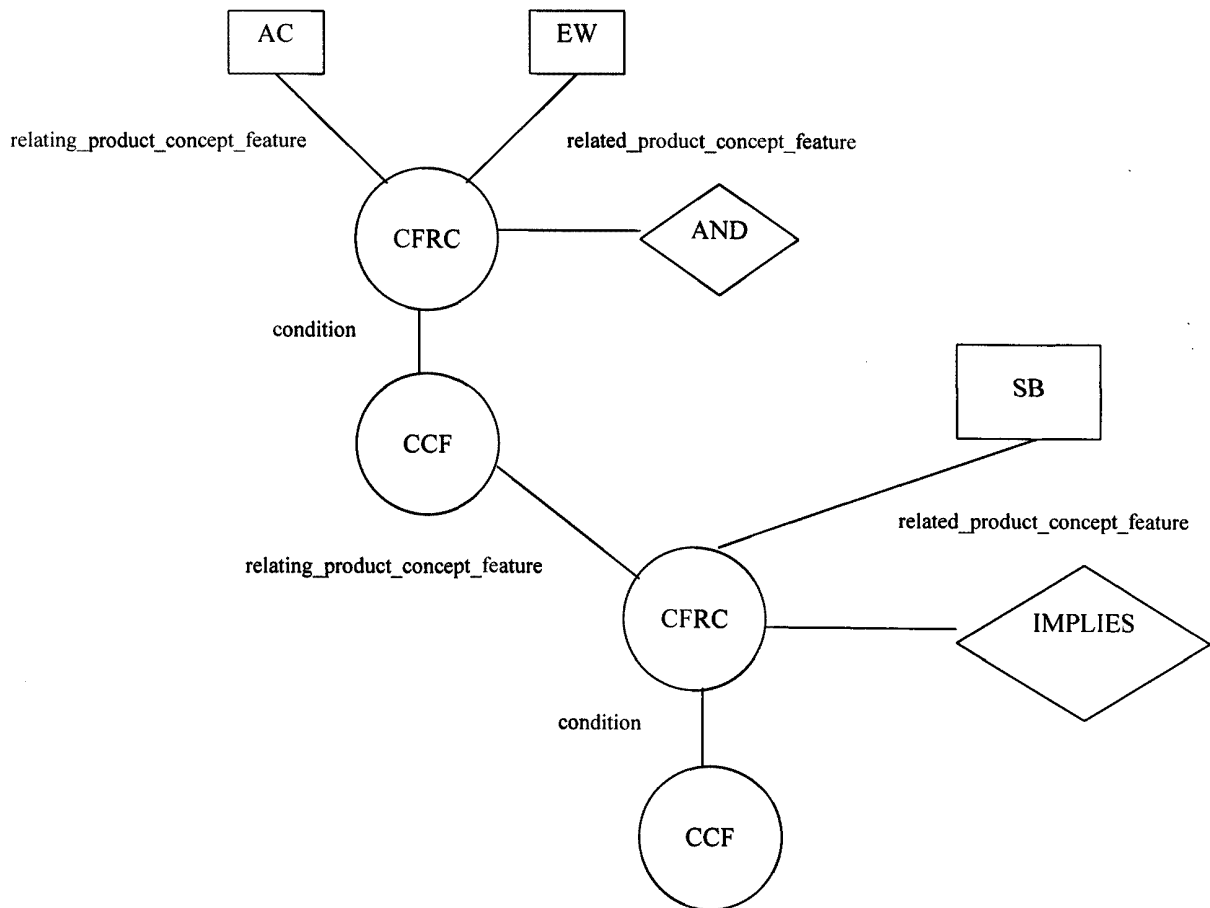 AC
EW
relating_product_concept_feature
related_product_concept_feature
CFRC
AND
condition
SB
CCF
related_product_concept_feature
relating_product_concept_feature
CFRC
IMPLIES
condition
CCF